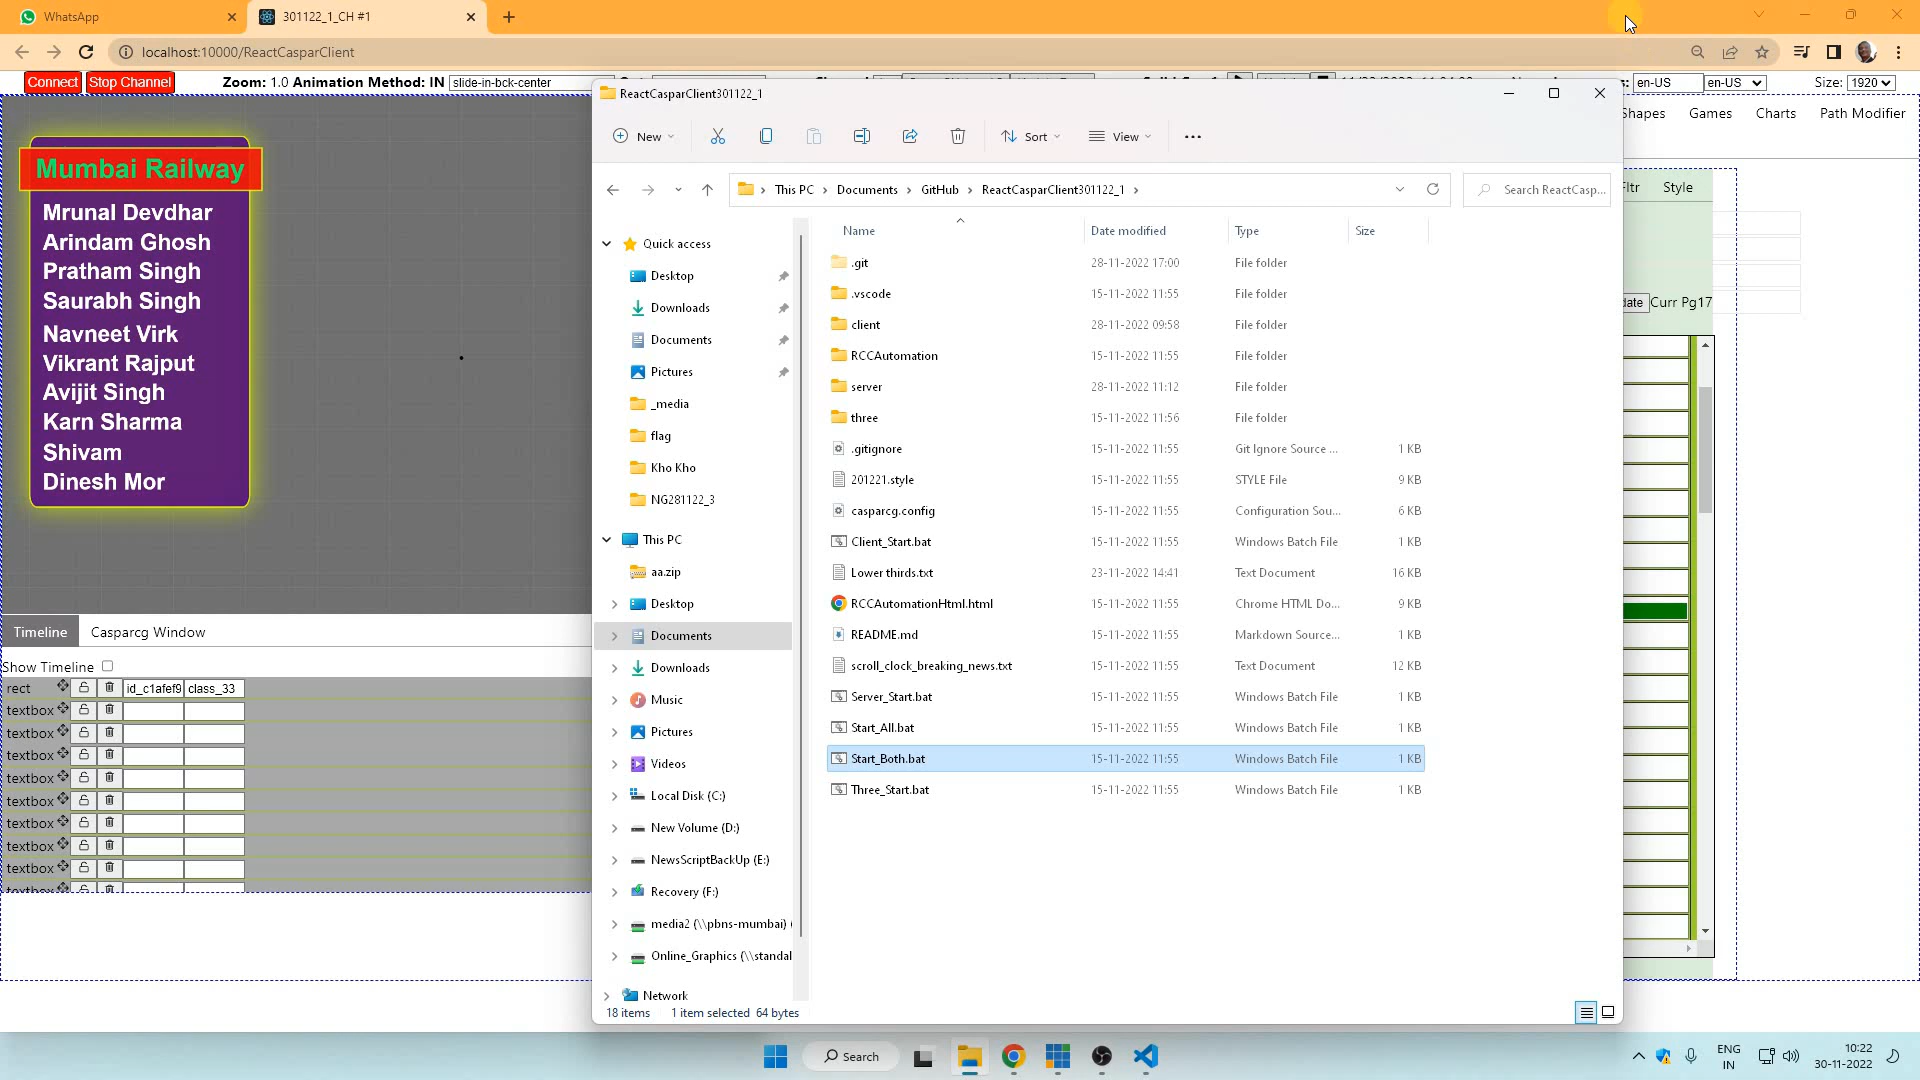 WhatsApp
301122_1_CH #1
localhost:10000/ReactCasparClient
Connect Stop Channel Zoom: 1.0 Animation Method: IN slide-in-bck-center
en-US en-US Size: 1920
Shapes Games Charts Path Modifier
Style
Curr Pg17
Mumbai Railway
Mrunal Devdhar
Arindam Ghosh
Pratham Singh
Saurabh Singh
Navneet Virk
Vikrant Rajput
Avijit Singh
Karn Sharma
Shivam
Dinesh Mor
Timeline Casparcg Window
Show Timeline
rect id_c1afef9 class_33
textbox
textbox
textbox
textbox
textbox
textbox
textbox
textbox
textbox
ReactCasparClient301122_1
New Sort View
This PC Documents GitHub ReactCasparClient301122_1
Search ReactCasp...
Quick access
Desktop
Downloads
Documents
Pictures
_media
flag
Kho Kho
NG281122_3
This PC
aa.zip
Desktop
Documents
Downloads
Music
Pictures
Videos
Local Disk (C:)
New Volume (D:)
NewsScriptBackUp (E:)
Recovery (F:)
media2 (\\pbns-mumbai) (
Online_Graphics (\\standal
Network
Name Date modified Type Size
.git 28-11-2022 17:00 File folder
.vscode 15-11-2022 11:55 File folder
client 28-11-2022 09:58 File folder
RCCAutomation 15-11-2022 11:55 File folder
server 28-11-2022 11:12 File folder
three 15-11-2022 11:56 File folder
.gitignore 15-11-2022 11:55 Git Ignore Source ... 1 KB
201221.style 15-11-2022 11:55 STYLE File 9 KB
casparcg.config 15-11-2022 11:55 Configuration Sou... 6 KB
Client_Start.bat 15-11-2022 11:55 Windows Batch File 1 KB
Lower thirds.txt 23-11-2022 14:41 Text Document 16 KB
RCCAutomationHtml.html 15-11-2022 11:55 Chrome HTML Do... 9 KB
README.md 15-11-2022 11:55 Markdown Source... 1 KB
scroll_clock_breaking_news.txt 15-11-2022 11:55 Text Document 12 KB
Server_Start.bat 15-11-2022 11:55 Windows Batch File 1 KB
Start_All.bat 15-11-2022 11:55 Windows Batch File 1 KB
Start_Both.bat 15-11-2022 11:55 Windows Batch File 1 KB
Three_Start.bat 15-11-2022 11:55 Windows Batch File 1 KB
18 items 1 item selected 64 bytes
Search
ENG
IN
10:22
30-11-2022